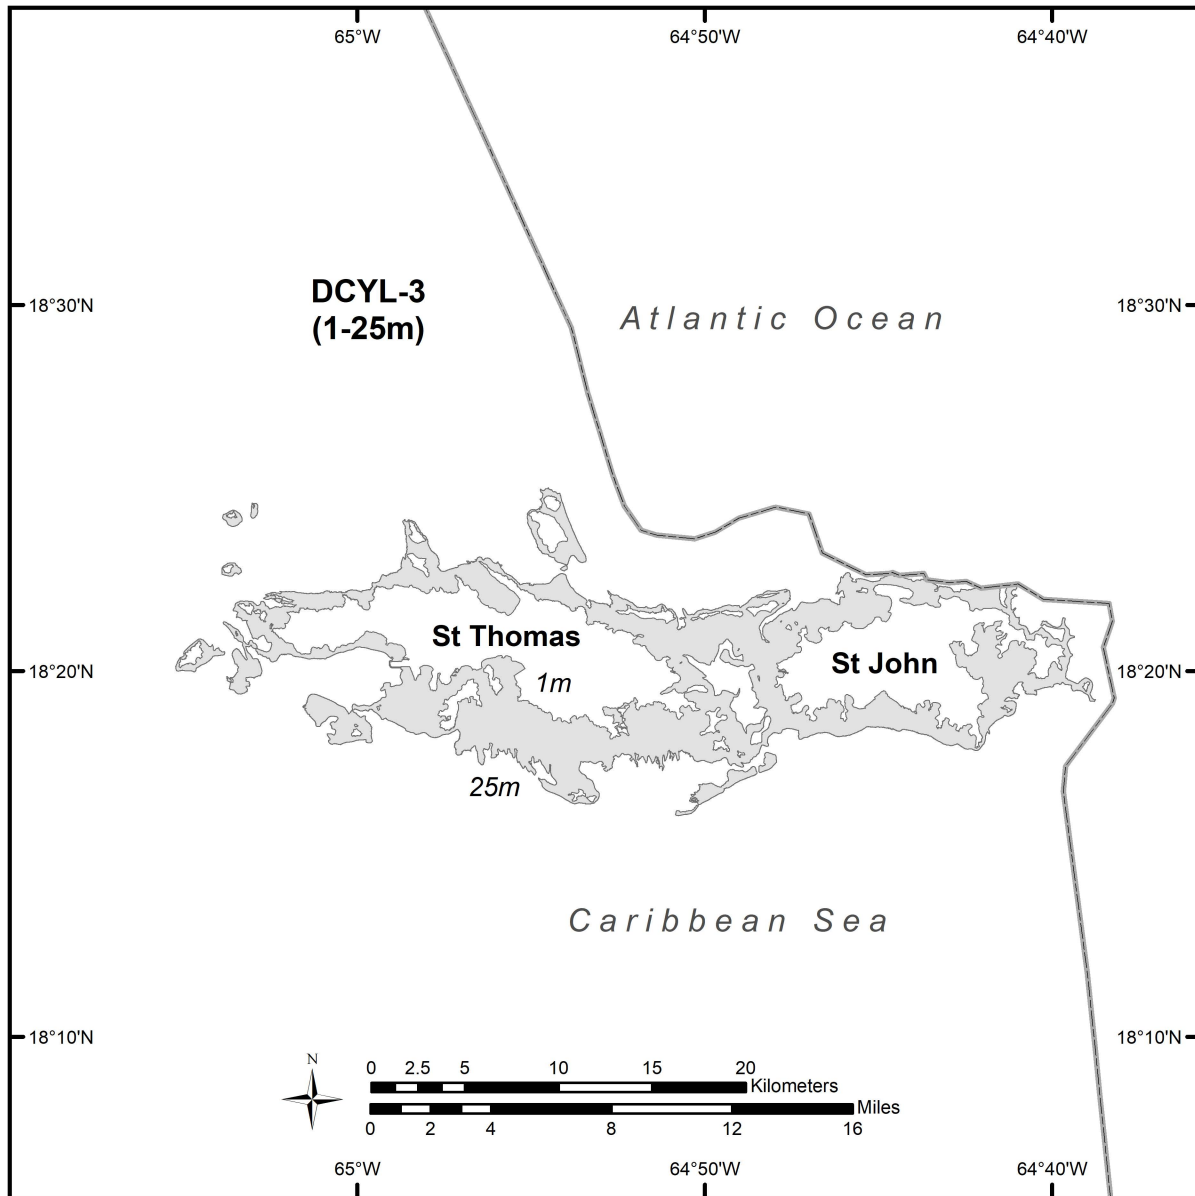 65°W 64°50'W 64°40'W
DCYL-3
(1-25m)
18°30'N 18°30'N
Atlantic Ocean
St Thomas
St John
18°20'N 18°20'N
1m
25m
Caribbean Sea
18°10'N 18°10'N
N
0 2.5 5 10 15 20
Kilometers
Miles
0 2 4 8 12 16
65°W 64°50'W 64°40'W